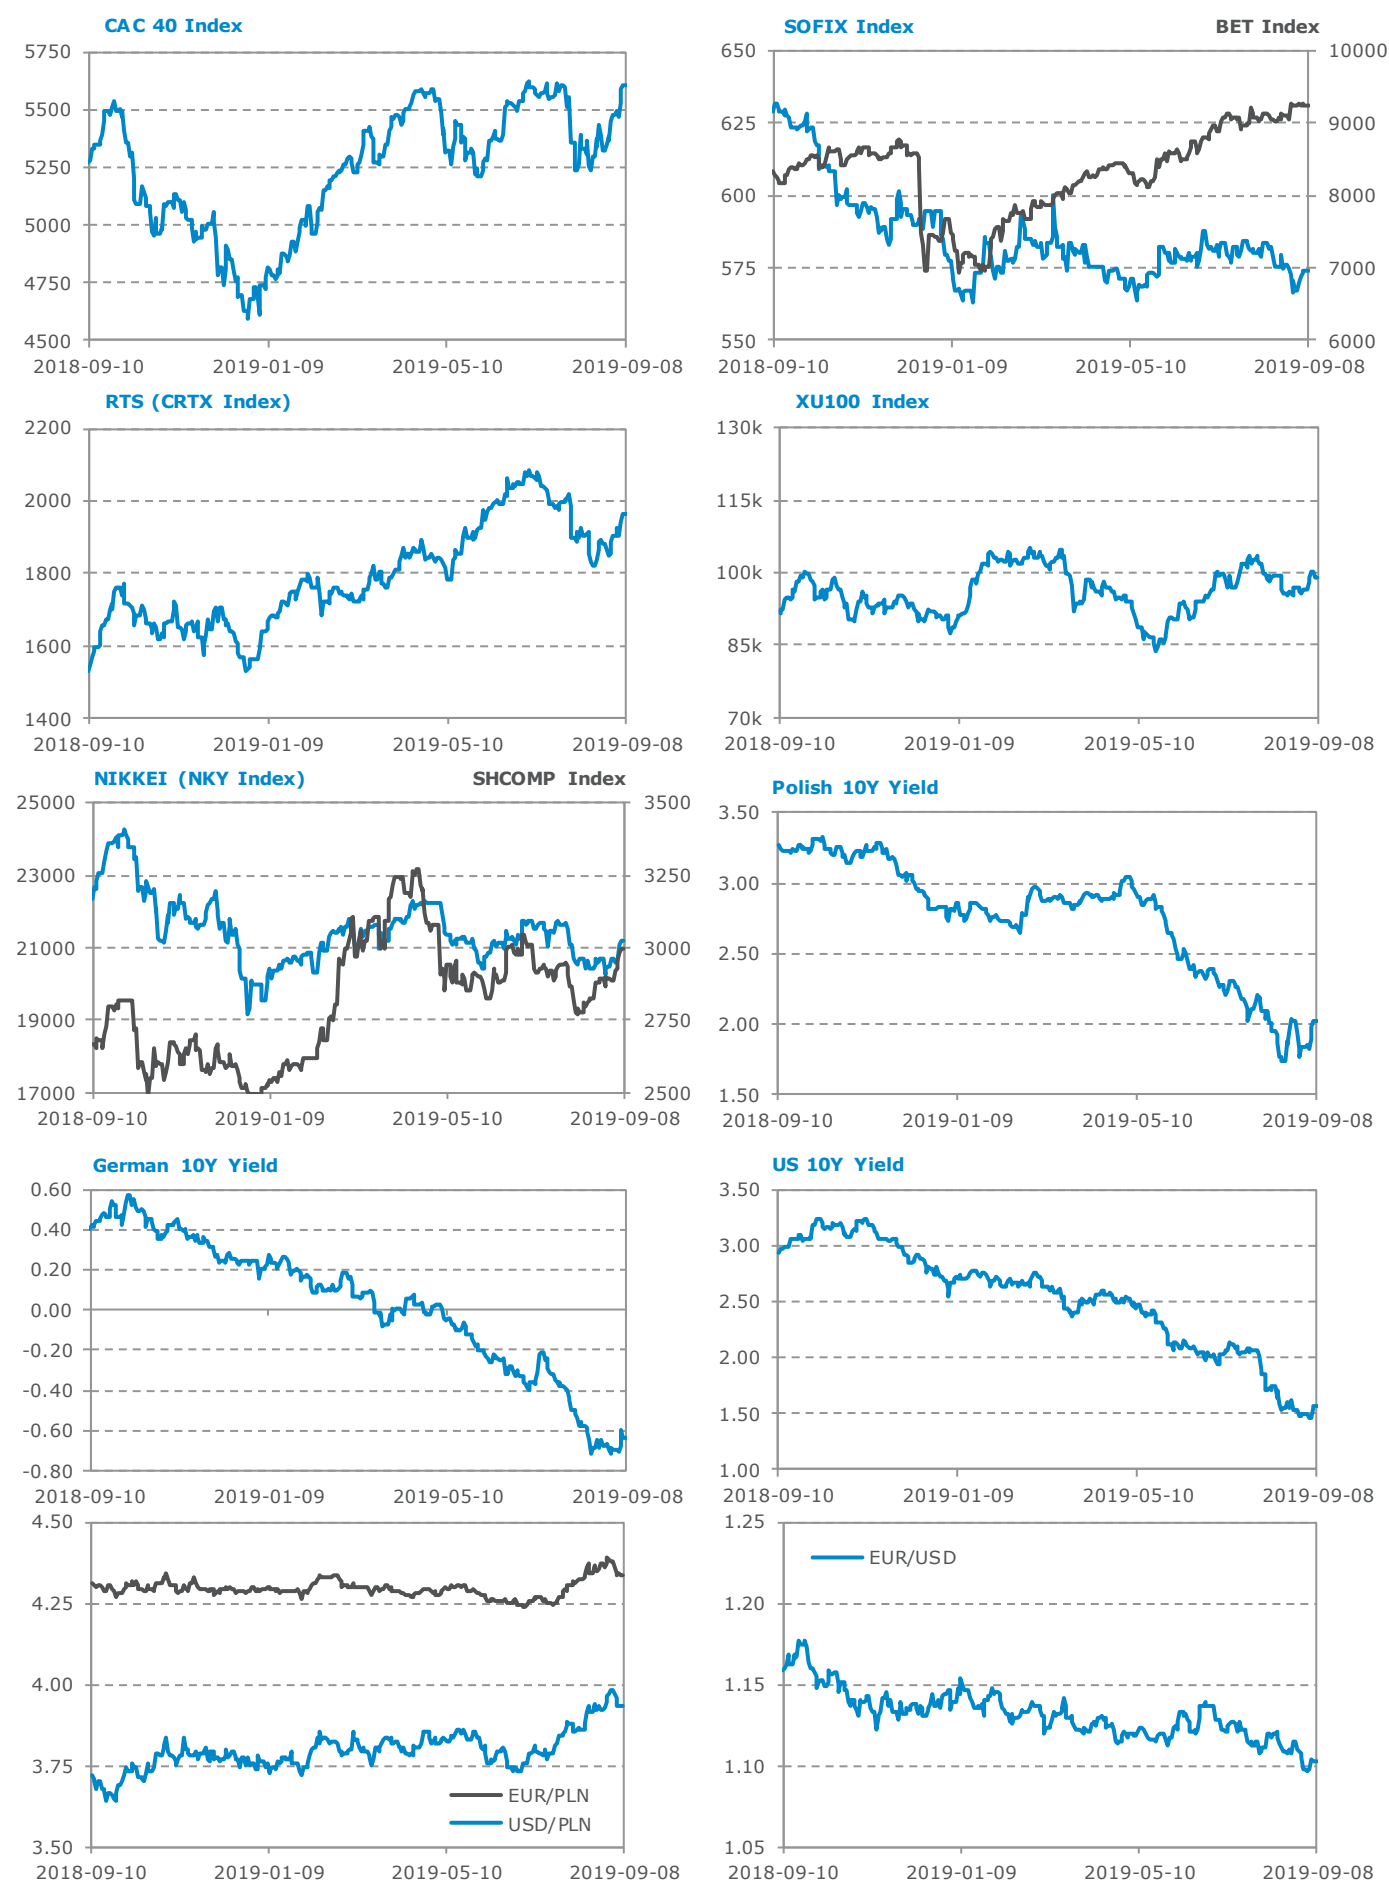 CAC 40 Index
5750
5500
5250
5000
4750
4500
2018-09-10 2019-01-09 2019-05-10 2019-09-08
SOFIX Index BET Index
650 10000
625 9000
600 8000
575 7000
550 6000
2018-09-10 2019-01-09 2019-05-10 2019-09-08
RTS (CRTX Index)
2200
2000
1800
1600
1400
2018-09-10 2019-01-09 2019-05-10 2019-09-08
XU100 Index
130k
115k
100k
85k
70k
2018-09-10 2019-01-09 2019-05-10 2019-09-08
NIKKEI (NKY Index) SHCOMP Index
25000 3500
23000 3250
21000 3000
19000 2750
17000 2500
2018-09-10 2019-01-09 2019-05-10 2019-09-08
Polish 10Y Yield
3.50
3.00
2.50
2.00
1.50
2018-09-10 2019-01-09 2019-05-10 2019-09-08
German 10Y Yield
0.60
0.40
0.20
0.00
-0.20
-0.40
-0.60
-0.80
2018-09-10 2019-01-09 2019-05-10 2019-09-08
US 10Y Yield
3.50
3.00
2.50
2.00
1.50
1.00
2018-09-10 2019-01-09 2019-05-10 2019-09-08
4.50
4.25
4.00
3.75
EUR/PLN
USD/PLN
3.50
2018-09-10 2019-01-09 2019-05-10 2019-09-08
1.25
EUR/USD
1.20
1.15
1.10
1.05
2018-09-10 2019-01-09 2019-05-10 2019-09-08